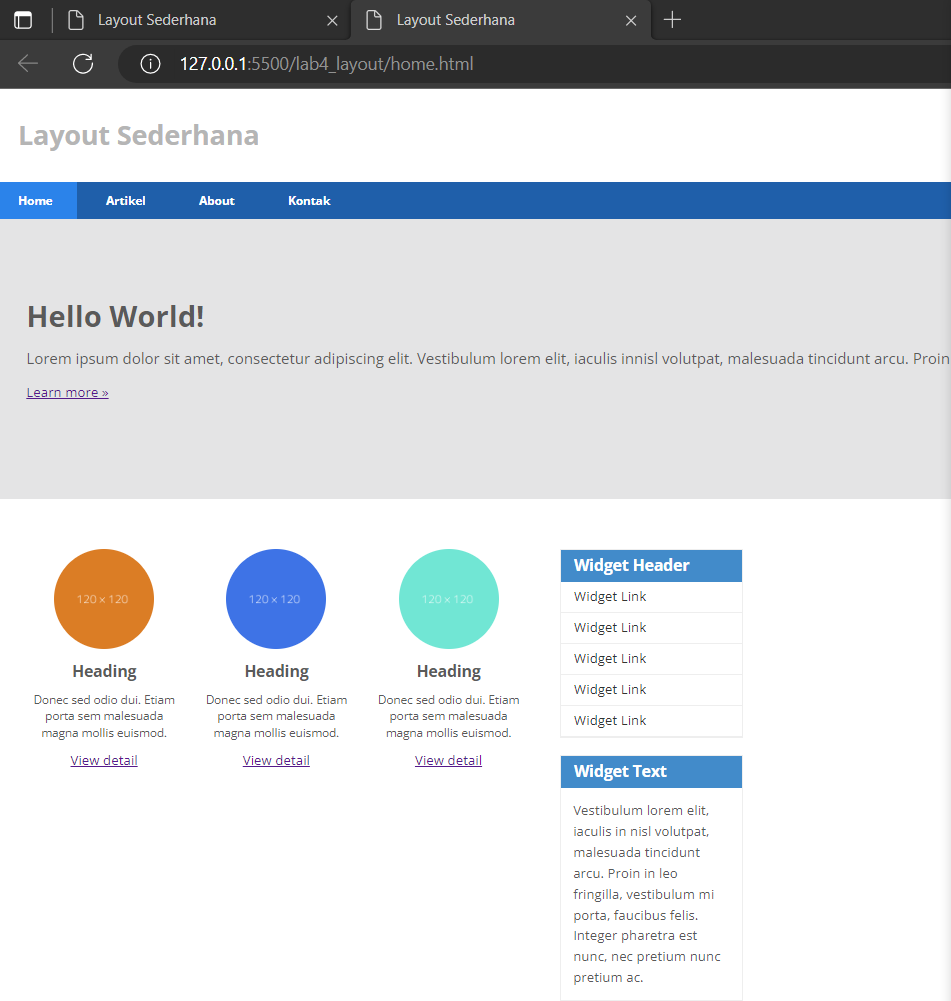 Layout Sederhana
Layout Sederhana
127.0.0.1:5500/lab4_layout/home.html
Layout Sederhana
Home Artikel About Kontak
Hello World!
Lorem ipsum dolor sit amet, consectetur adipiscing elit. Vestibulum lorem elit, iaculis innisl volutpat, malesuada tincidunt arcu. Proin
Learn more »
120 × 120
Heading
Donec sed odio dui. Etiam
porta sem malesuada
magna mollis euismod.
View detail
120 × 120
Heading
Donec sed odio dui. Etiam
porta sem malesuada
magna mollis euismod.
View detail
120 × 120
Heading
Donec sed odio dui. Etiam
porta sem malesuada
magna mollis euismod.
View detail
Widget Header
Widget Link
Widget Link
Widget Link
Widget Link
Widget Link
Widget Text
Vestibulum lorem elit,
iaculis in nisl volutpat,
malesuada tincidunt
arcu. Proin in leo
fringilla, vestibulum mi
porta, faucibus felis.
Integer pharetra est
nunc, nec pretium nunc
pretium ac.